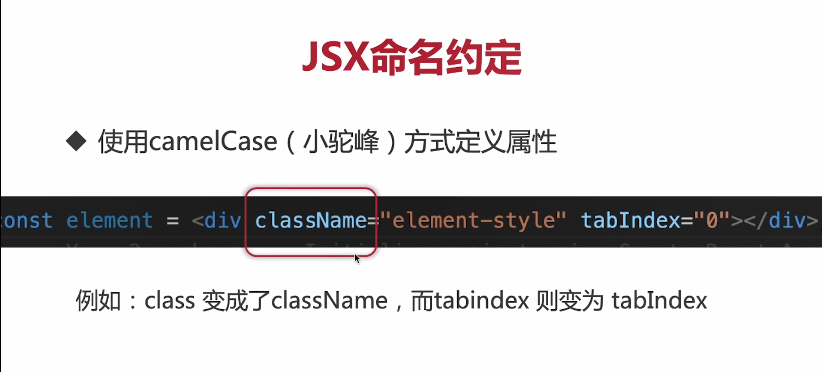 JSX命名约定
◆ 使用camelCase（小驼峰）方式定义属性
const element = <div className="element-style" tabIndex="0"></div>
例如：class 变成了className，而tabindex 则变为 tabIndex